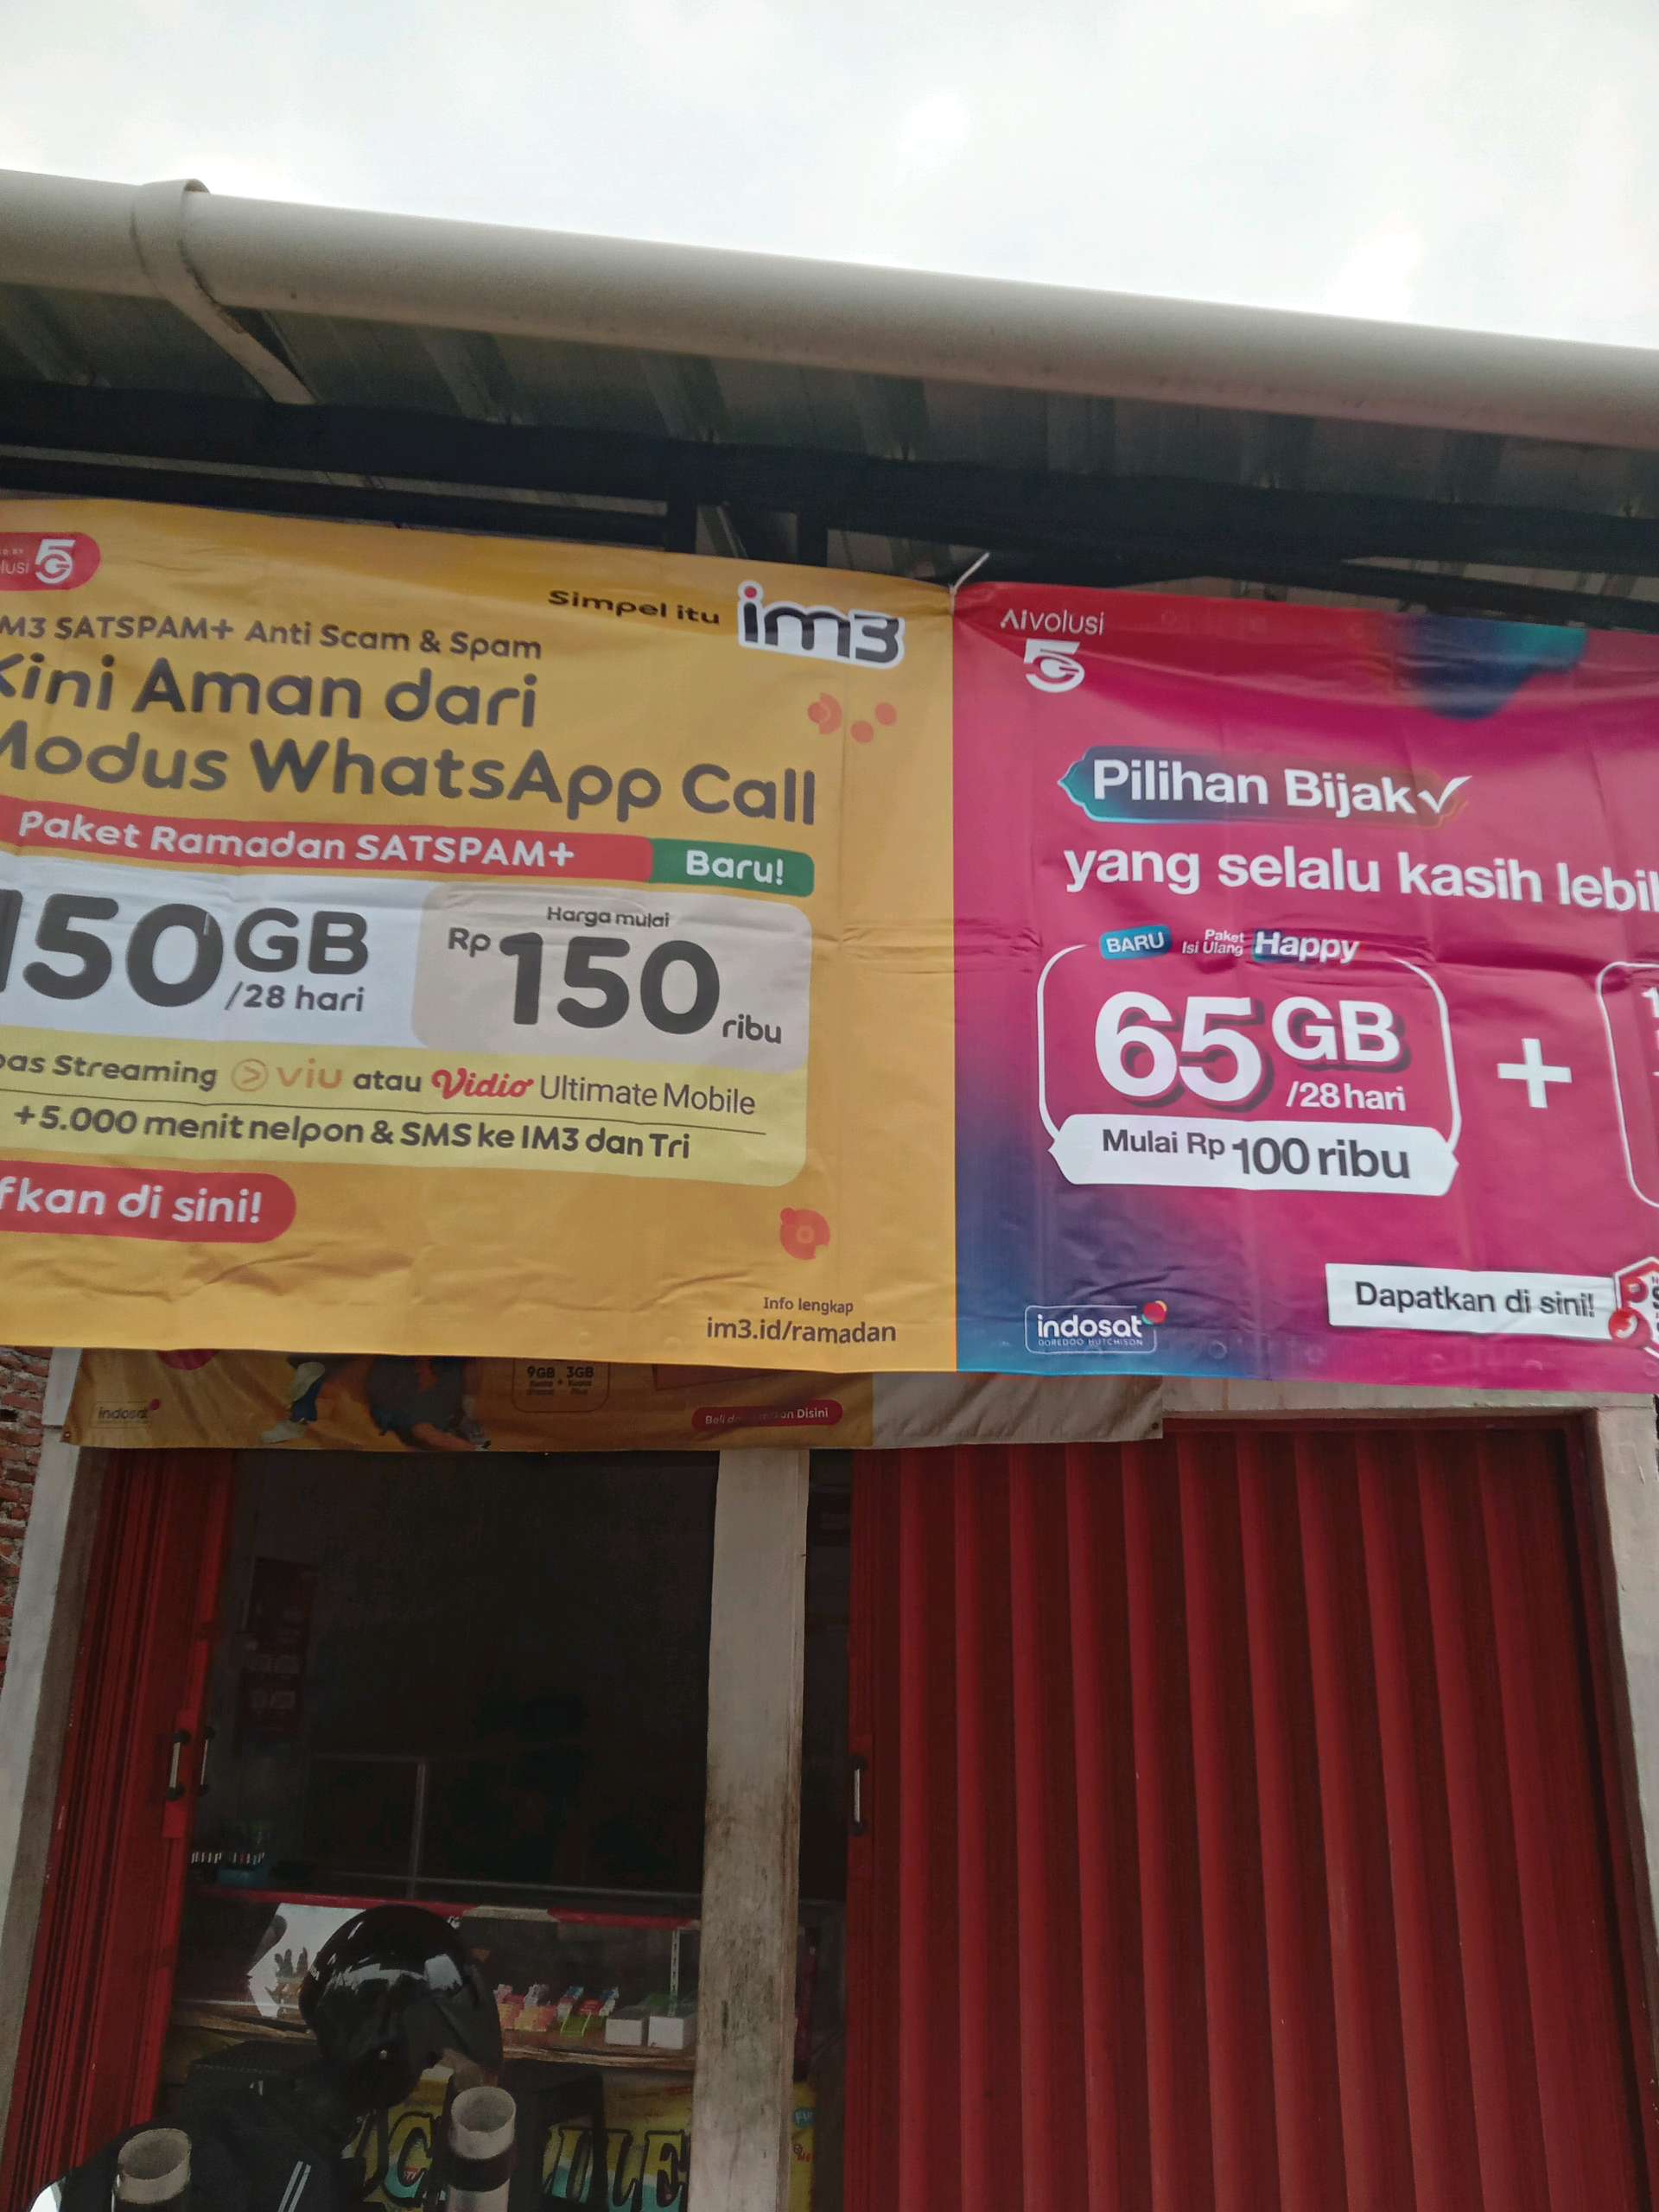 lusi 5G
Simpel itu im3
M3 SATSPAM+ Anti Scam & Spam
Kini Aman dari
Modus WhatsApp Call
Paket Ramadan SATSPAM+ Baru!
150GB /28 hari
Harga mulai
Rp 150 ribu
as Streaming viu atau Vidio Ultimate Mobile
+5.000 menit nelpon & SMS ke IM3 dan Tri
fkan di sini!
Info lengkap
im3.id/ramadan
AIvolusi
5G
Pilihan Bijak
yang selalu kasih lebi
BARU Paket Isi Ulang Happy
65GB
/28 hari
+
Mulai Rp 100 ribu
Dapatkan di sini!
indosat
OOREDOO HUTCHISON
9GB 3GB
indosat
Disini